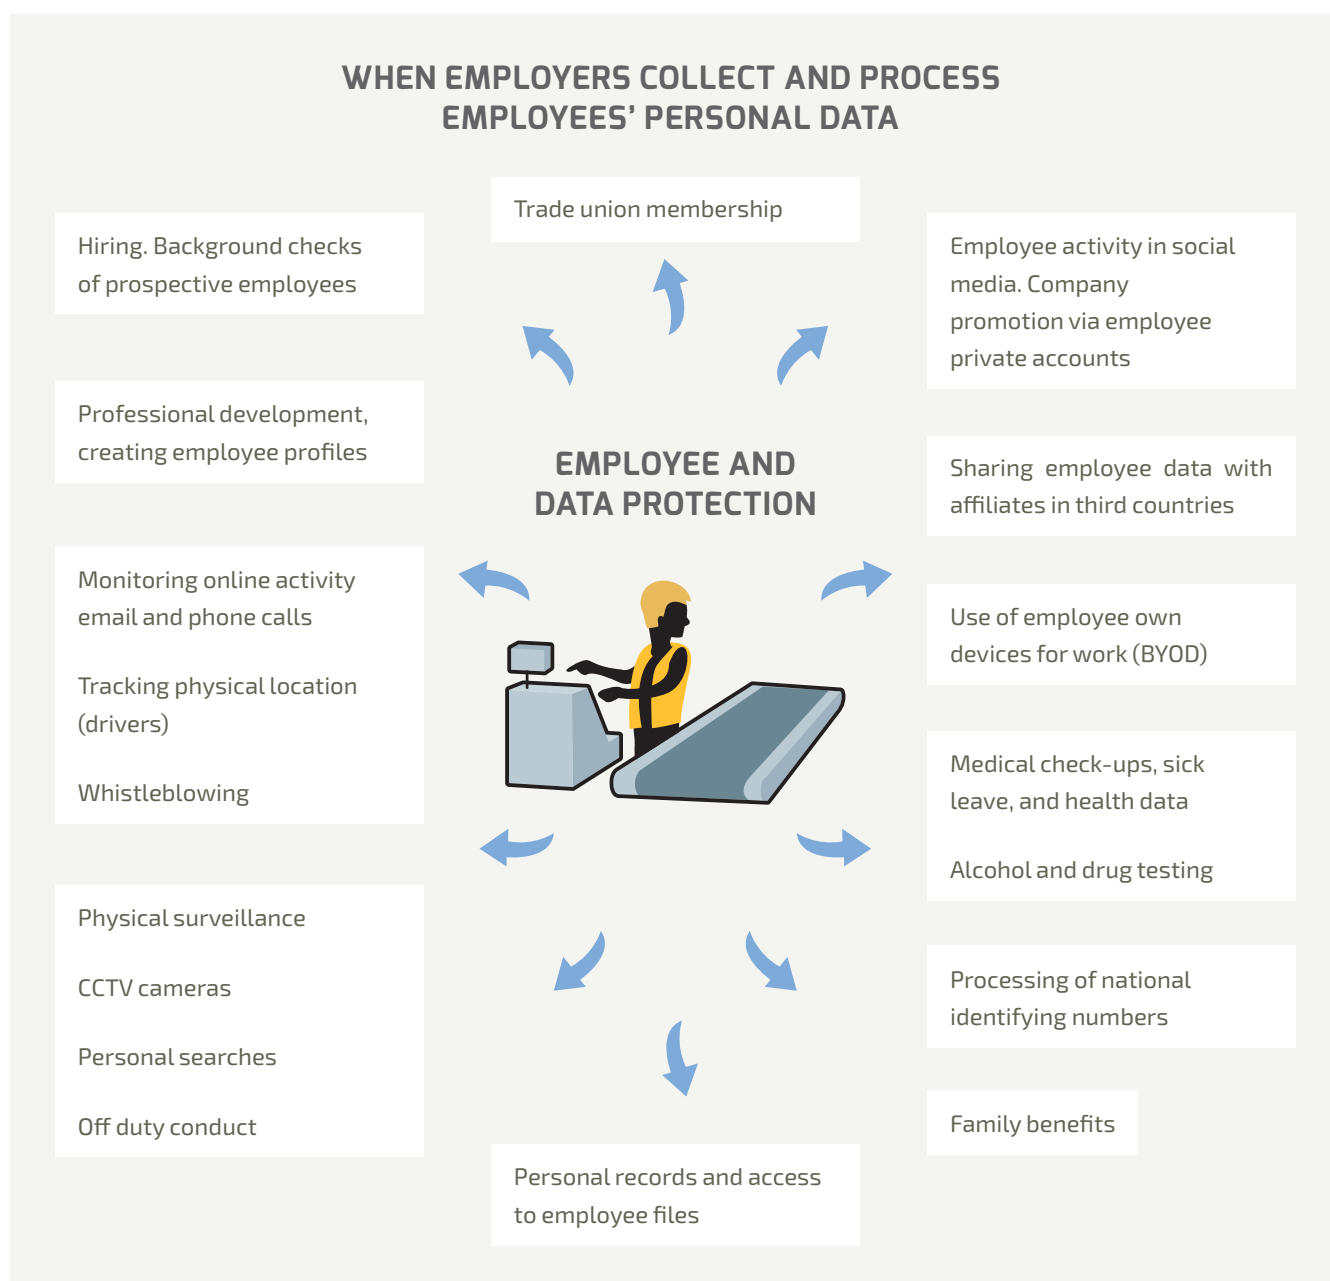 WHEN EMPLOYERS COLLECT AND PROCESS
EMPLOYEES’ PERSONAL DATA
Trade union membership
Hiring. Background checks
of prospective employees
Professional development,
creating employee profiles
Monitoring online activity
email and phone calls
Tracking physical location
(drivers)
Whistleblowing
Physical surveillance
CCTV cameras
Personal searches
Off duty conduct
EMPLOYEE AND
DATA PROTECTION
Personal records and access
to employee files
Employee activity in social
media. Company
promotion via employee
private accounts
Sharing employee data with
affiliates in third countries
Use of employee own
devices for work (BYOD)
Medical check-ups, sick
leave, and health data
Alcohol and drug testing
Processing of national
identifying numbers
Family benefits